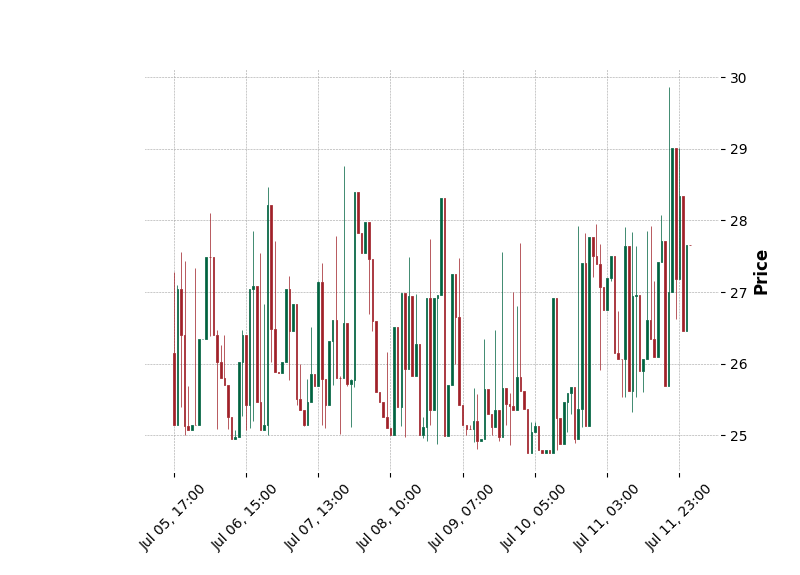 30
29
28
27
26
25
Price
Jul 05, 17:00
Jul 06, 15:00
Jul 07, 13:00
Jul 08, 10:00
Jul 09, 07:00
Jul 10, 05:00
Jul 11, 03:00
Jul 11, 23:00